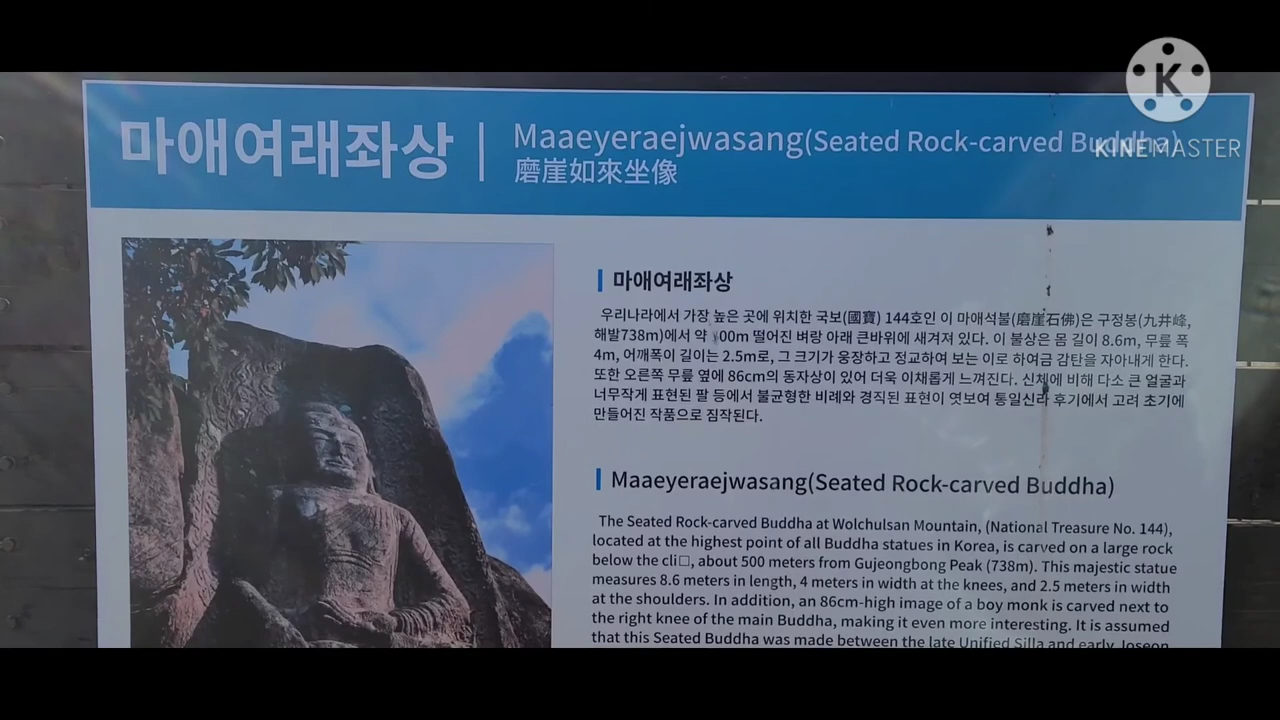 K
KINEMASTER
마애여래좌상
Maaeyeraejwasang(Seated Rock-carved Buddha)
磨崖如來坐像
마애여래좌상
우리나라에서 가장 높은 곳에 위치한 국보(國寶) 144호인 이 마애석불(磨崖石佛)은 구정봉(九井峰,
해발738m)에서 약 00m 떨어진 벼랑 아래 큰바위에 새겨져 있다. 이 불상은 몸 길이 8.6m, 무릎 폭
4m, 어깨폭이 길이는 2.5m로, 그 크기가 웅장하고 정교하여 보는 이로 하여금 감탄을 자아내게 한다.
또한 오른쪽 무릎 옆에 86cm의 동자상이 있어 더욱 이채롭게 느껴진다. 신체에 비해 다소 큰 얼굴과
너무작게 표현된 팔 등에서 불균형한 비례와 경직된 표현이 엿보여 통일신라 후기에서 고려 초기에
만들어진 작품으로 짐작된다.
Maaeyeraejwasang(Seated Rock-carved Buddha)
The Seated Rock-carved Buddha at Wolchulsan Mountain, (National Treasure No. 144),
located at the highest point of all Buddha statues in Korea, is carved on a large rock
below the cli□, about 500 meters from Gujeongbong Peak (738m). This majestic statue
measures 8.6 meters in length, 4 meters in width at the knees, and 2.5 meters in width
at the shoulders. In addition, an 86cm-high image of a boy monk is carved next to
the right knee of the main Buddha, making it even more interesting. It is assumed
that this Seated Buddha was made between the late Unified Silla and early Joseon